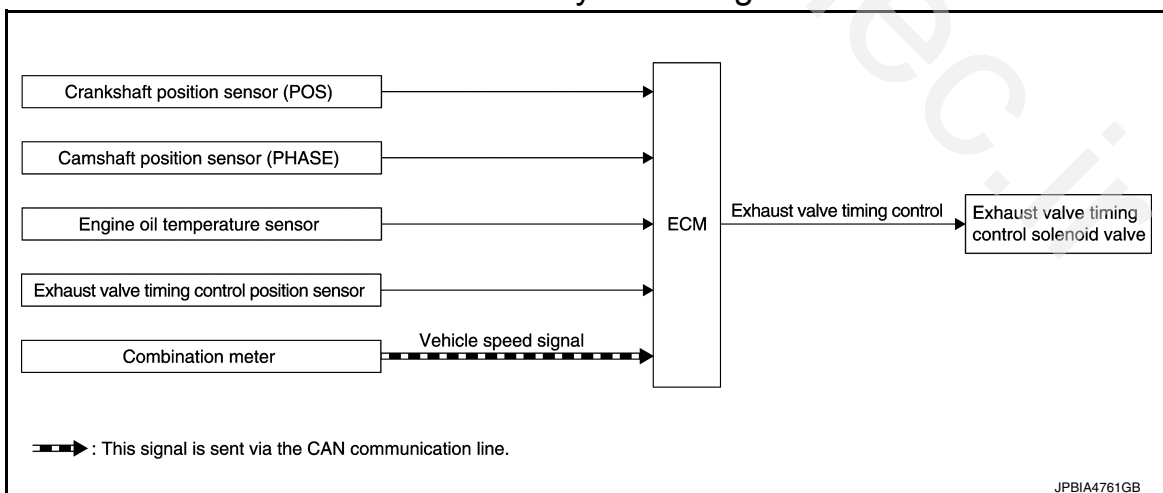 Crankshaft position sensor (POS)
Camshaft position sensor (PHASE)
Engine oil temperature sensor
Exhaust valve timing control position sensor
Combination meter
Vehicle speed signal
ECM
Exhaust valve timing control
Exhaust valve timing
control solenoid valve
: This signal is sent via the CAN communication line.
JPBIA4761GB